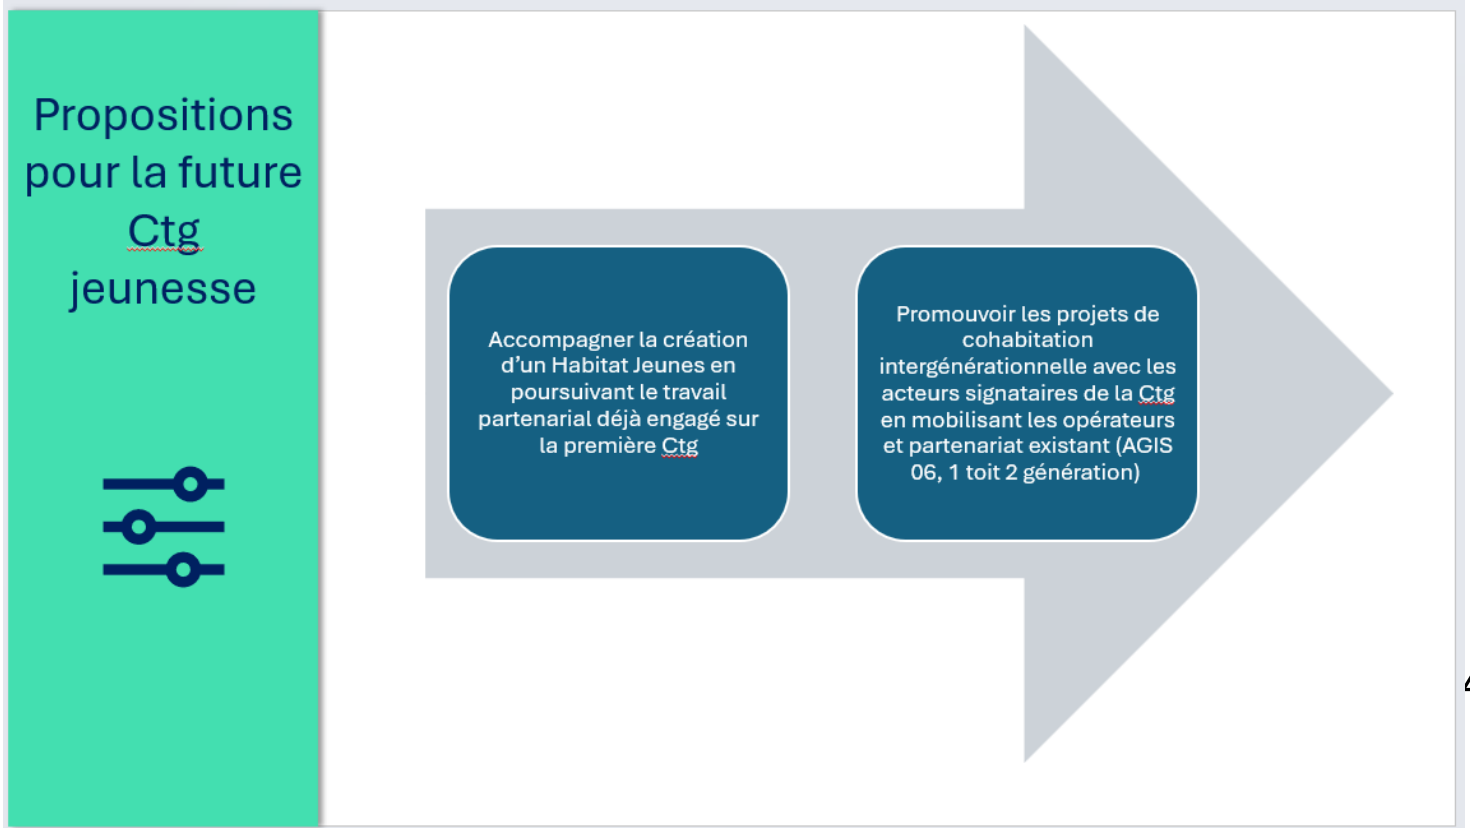 Propositions
pour la future
Ctg
jeunesse
Accompagner la création
d’un Habitat Jeunes en
poursuivant le travail
partenarial déjà engagé sur
la première Ctg
Promouvoir les projets de
cohabitation
intergénérationnelle avec les
acteurs signataires de la Ctg
en mobilisant les opérateurs
et partenariat existant (AGIS
06, 1 toit 2 génération)